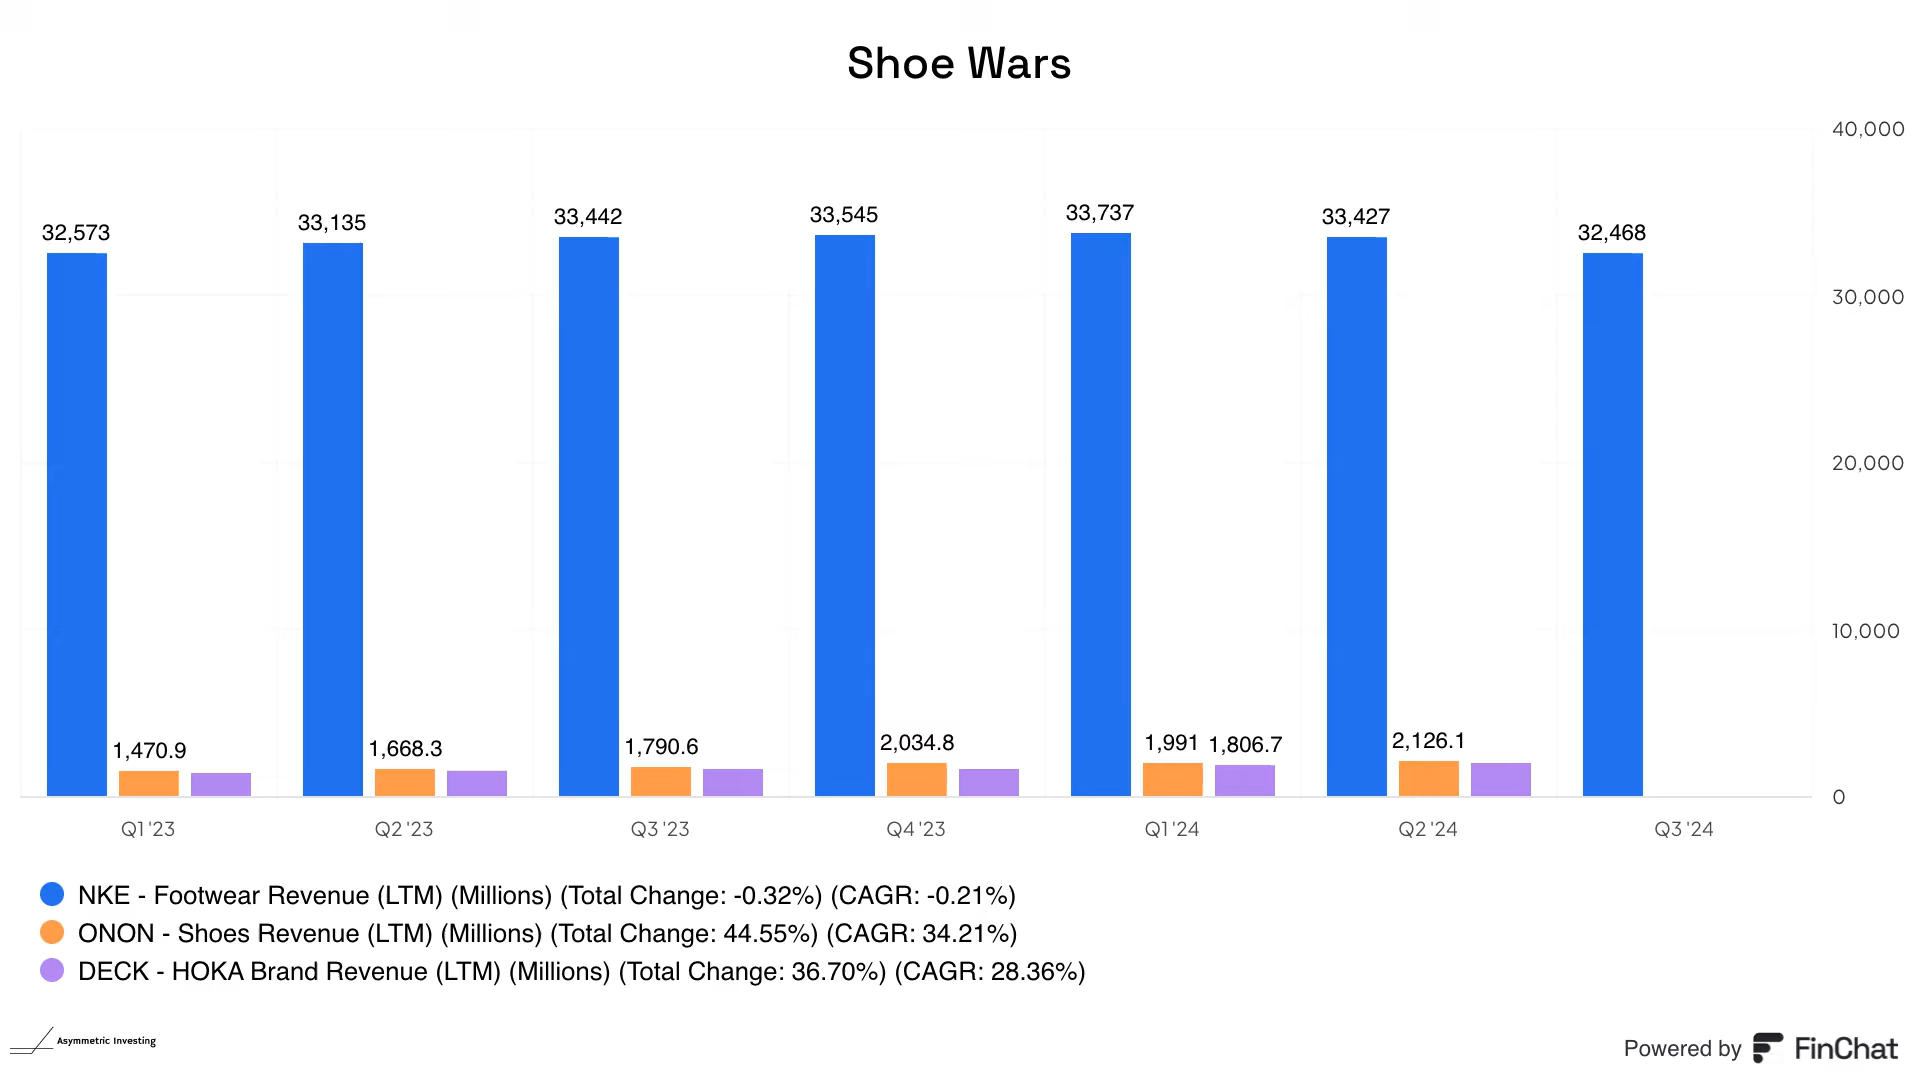 Shoe Wars
40,000
30,000
20,000
10,000
0
32,573
1,470.9
33,135
1,668.3
33,442
1,790.6
33,545
2,034.8
33,737
1,991
1,806.7
33,427
2,126.1
32,468
Q1 '23
Q2 '23
Q3 '23
Q4 '23
Q1 '24
Q2 '24
Q3 '24
NKE - Footwear Revenue (LTM) (Millions) (Total Change: -0.32%) (CAGR: -0.21%)
ONON - Shoes Revenue (LTM) (Millions) (Total Change: 44.55%) (CAGR: 34.21%)
DECK - HOKA Brand Revenue (LTM) (Millions) (Total Change: 36.70%) (CAGR: 28.36%)
Asymmetric Investing
Powered by FinChat